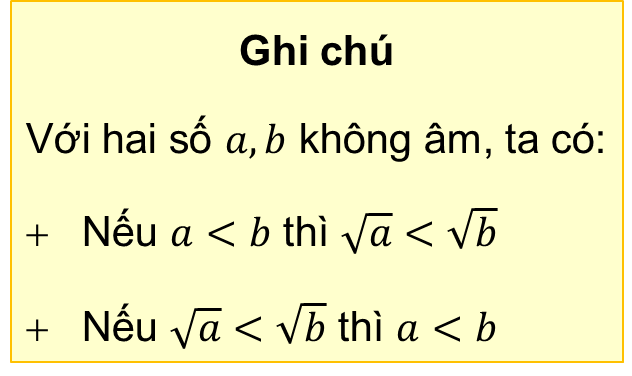 Ghi chú
Với hai số a, b không âm, ta có:
+ Nếu a < b thì √a < √b
+ Nếu √a < √b thì a < b